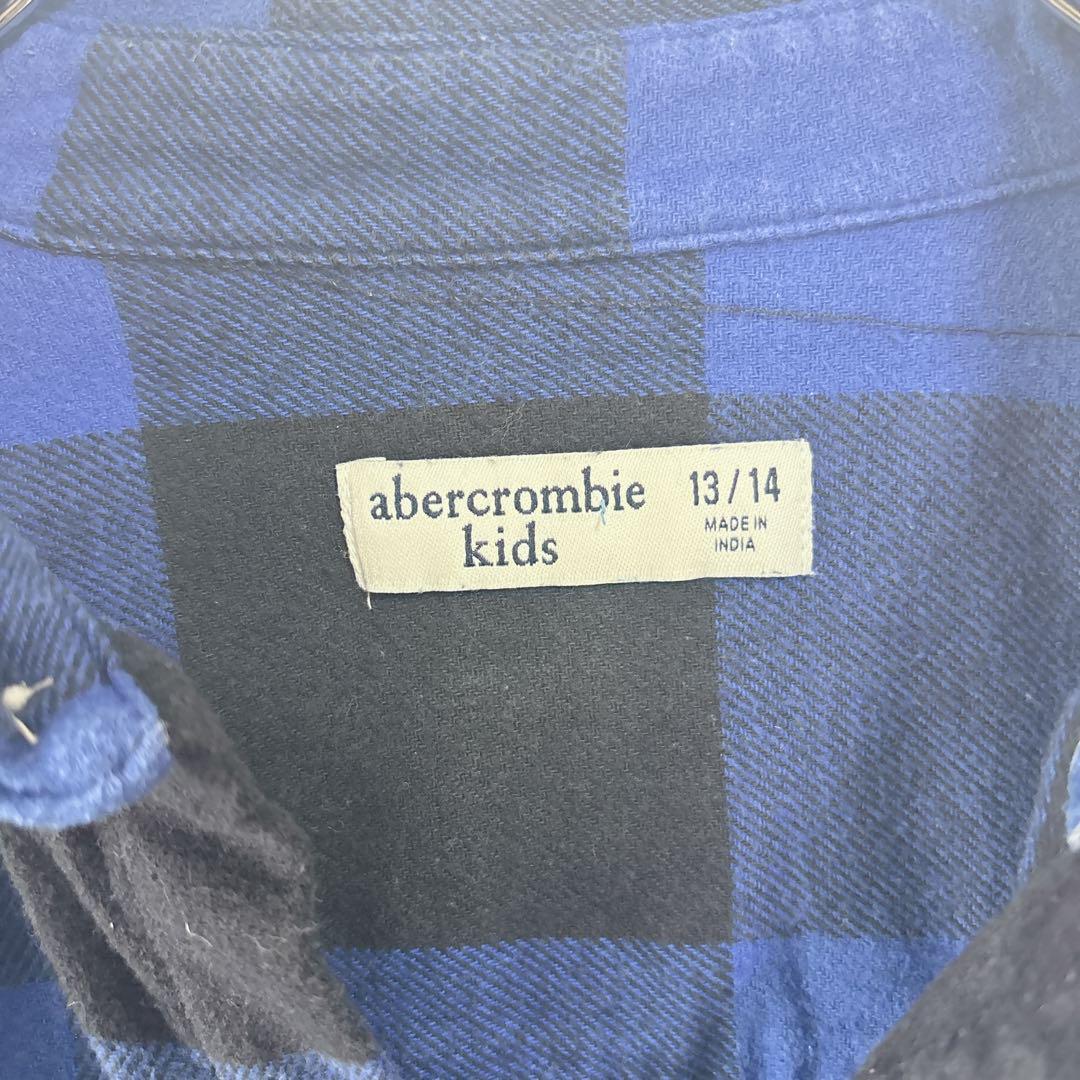 abercrombie
kids
13/14
MADE IN
INDIA